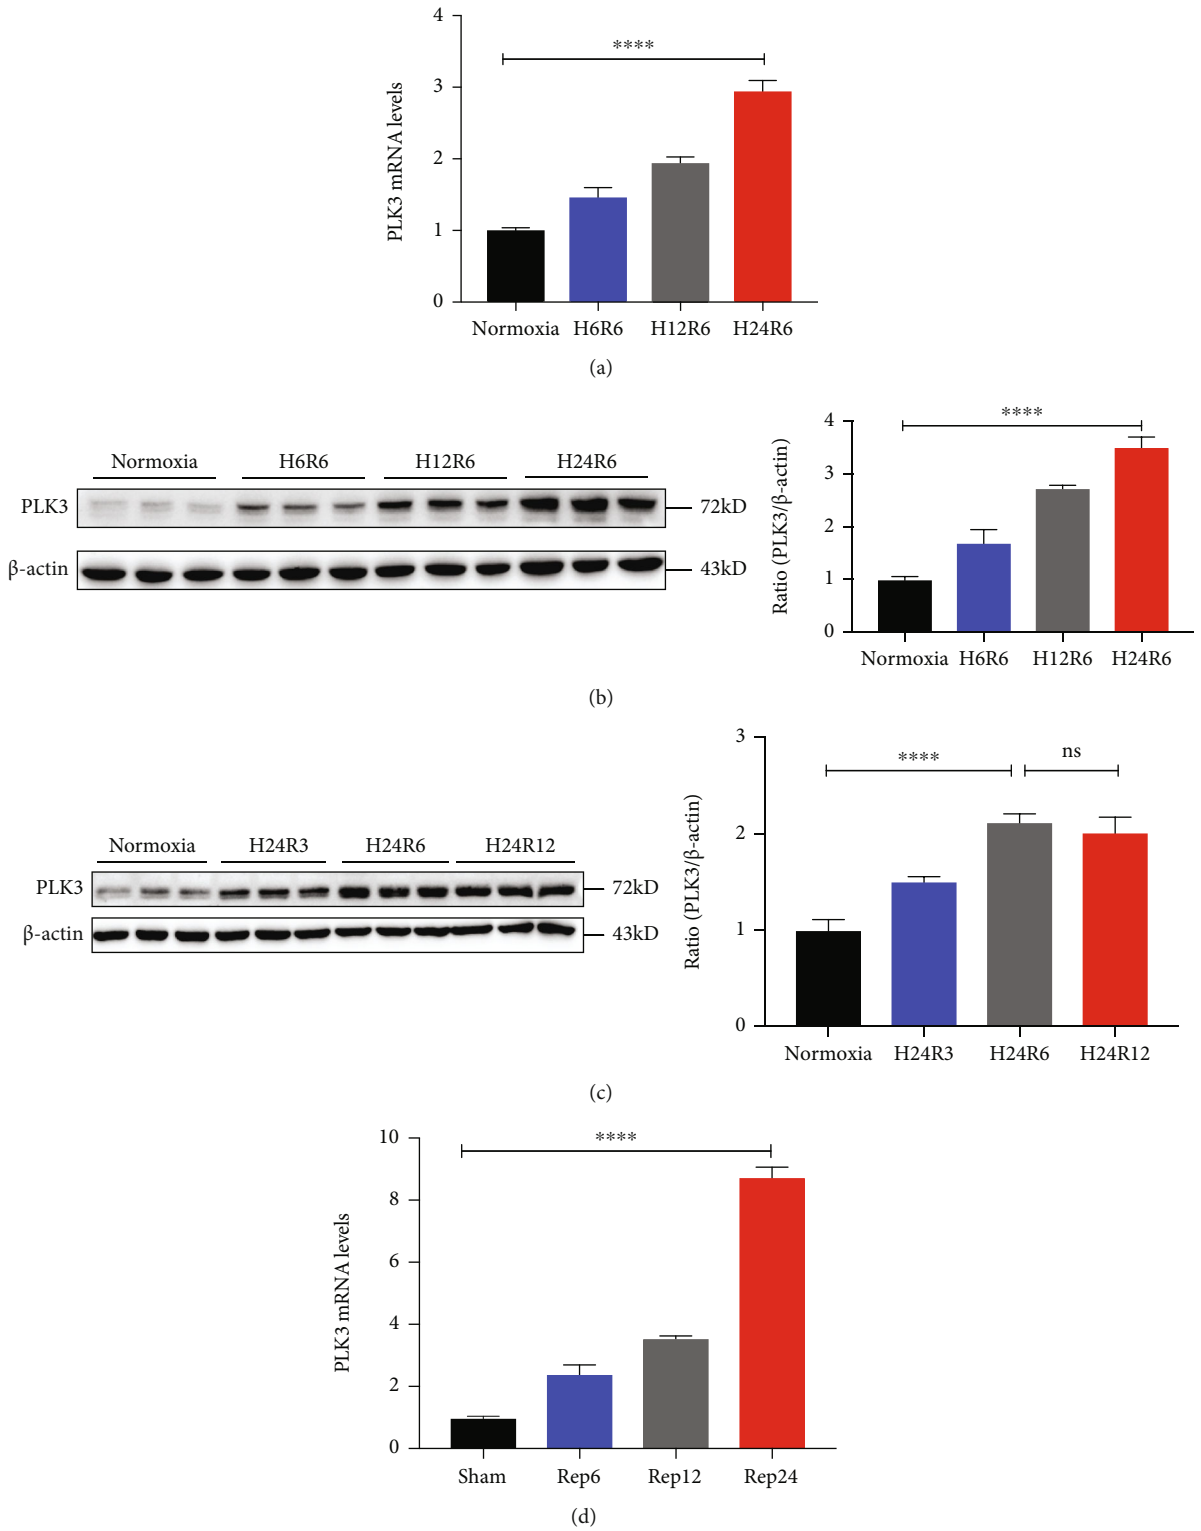 4
3
2
1
0
PLK3 mRNA levels
****
Normoxia H6R6 H12R6 H24R6
(a)
Normoxia H6R6 H12R6 H24R6
PLK3 72kD
β-actin 43kD
4
3
2
1
0
Ratio (PLK3/β-actin)
****
Normoxia H6R6 H12R6 H24R6
(b)
Normoxia H24R3 H24R6 H24R12
PLK3 72kD
β-actin 43kD
3
2
1
0
Ratio (PLK3/β-actin)
**** ns
Normoxia H24R3 H24R6 H24R12
(c)
10
8
6
4
2
0
PLK3 mRNA levels
****
Sham Rep6 Rep12 Rep24
(d)